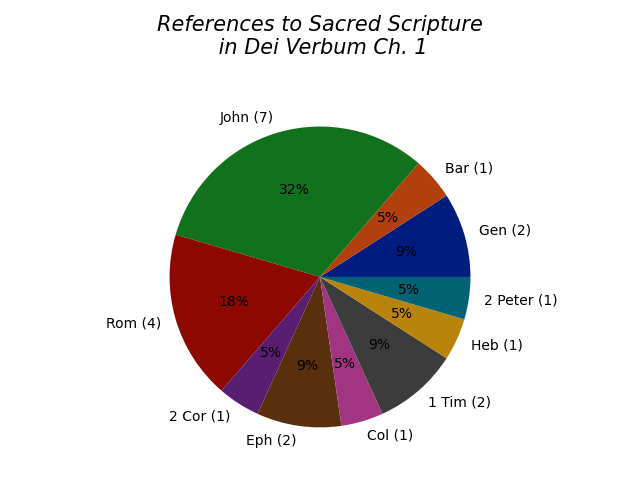 References to Sacred Scripture
in Dei Verbum Ch. 1
John (7)
Bar (1)
32%
5%
Gen (2)
9%
5%
2 Peter (1)
18%
5%
Rom (4)
Heb (1)
5%
9%
9%
5%
1 Tim (2)
2 Cor (1)
Eph (2)
Col (1)